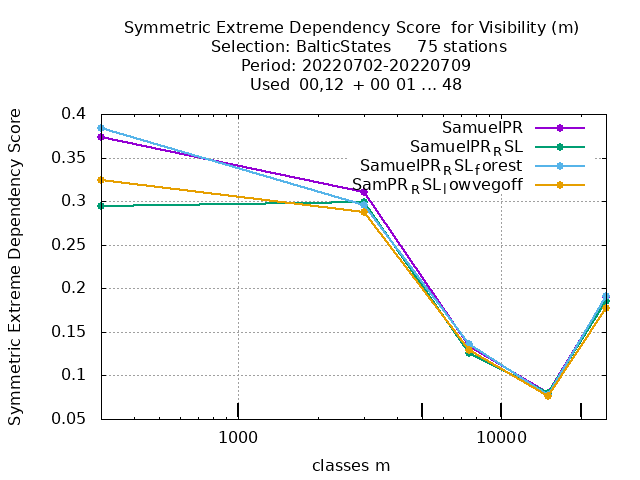 Symmetric Extreme Dependency Score  for Visibility (m)
Selection: BalticStates     75 stations
Period: 20220702-20220709
Used  00,12  + 00 01 ... 48
Symmetric Extreme Dependency Score
0.4
0.35
0.3
0.25
0.2
0.15
0.1
0.05
SamuelPR
SamuelPR_RSL
SamuelPR_RSL_forest
SamPR_RSL_lowvegoff
1000
10000
classes m